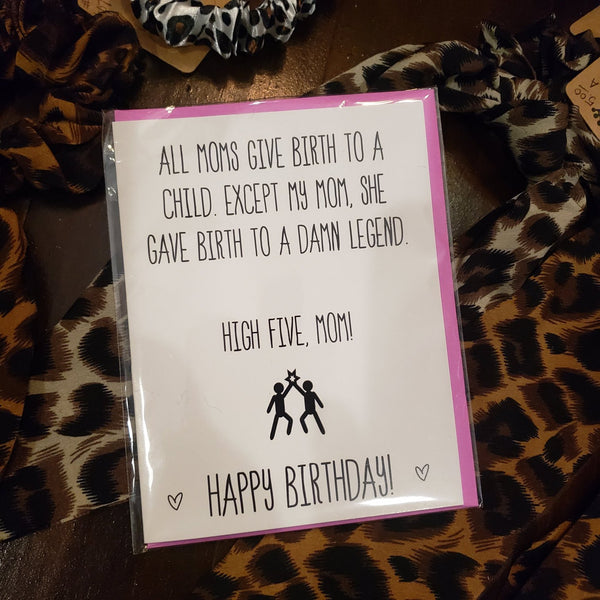 ALL MOMS GIVE BIRTH TO A
CHILD. EXCEPT MY MOM, SHE
GAVE BIRTH TO A DAMN LEGEND.
HIGH FIVE, MOM!
HAPPY BIRTHDAY!